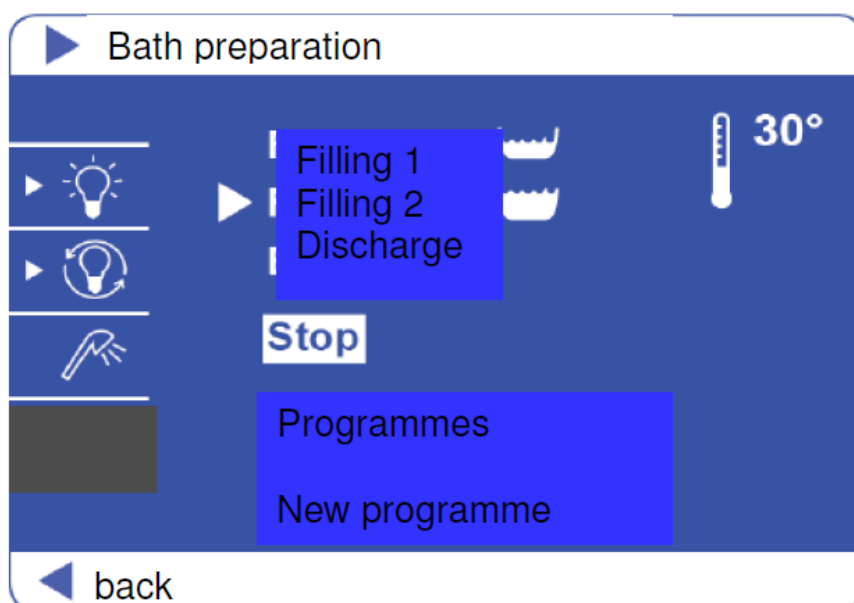 Bath preparation
30°
Filling 1
Filling 2
Discharge
Stop
Programmes
New programme
back